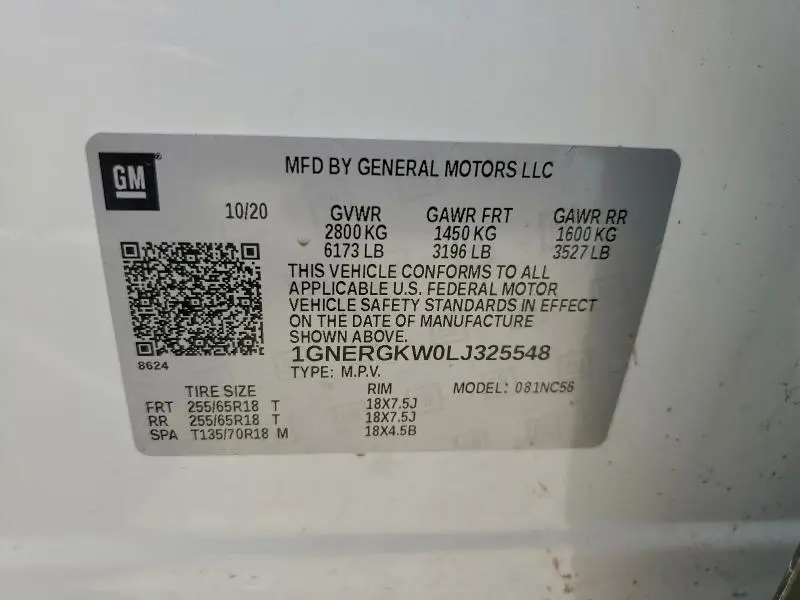 GM
MFD BY GENERAL MOTORS LLC
10/20 GVWR GAWR FRT GAWR RR
2800 KG 1450 KG 1600 KG
6173 LB 3196 LB 3527 LB
THIS VEHICLE CONFORMS TO ALL
APPLICABLE U.S. FEDERAL MOTOR
VEHICLE SAFETY STANDARDS IN EFFECT
ON THE DATE OF MANUFACTURE
SHOWN ABOVE.
1GNERGKW0LJ325548
8624
TYPE: M.P.V.
TIRE SIZE RIM MODEL: 081NC56
FRT 255/65R18 T 18X7.5J
RR 255/65R18 T 18X7.5J
SPA T135/70R18 M 18X4.5B